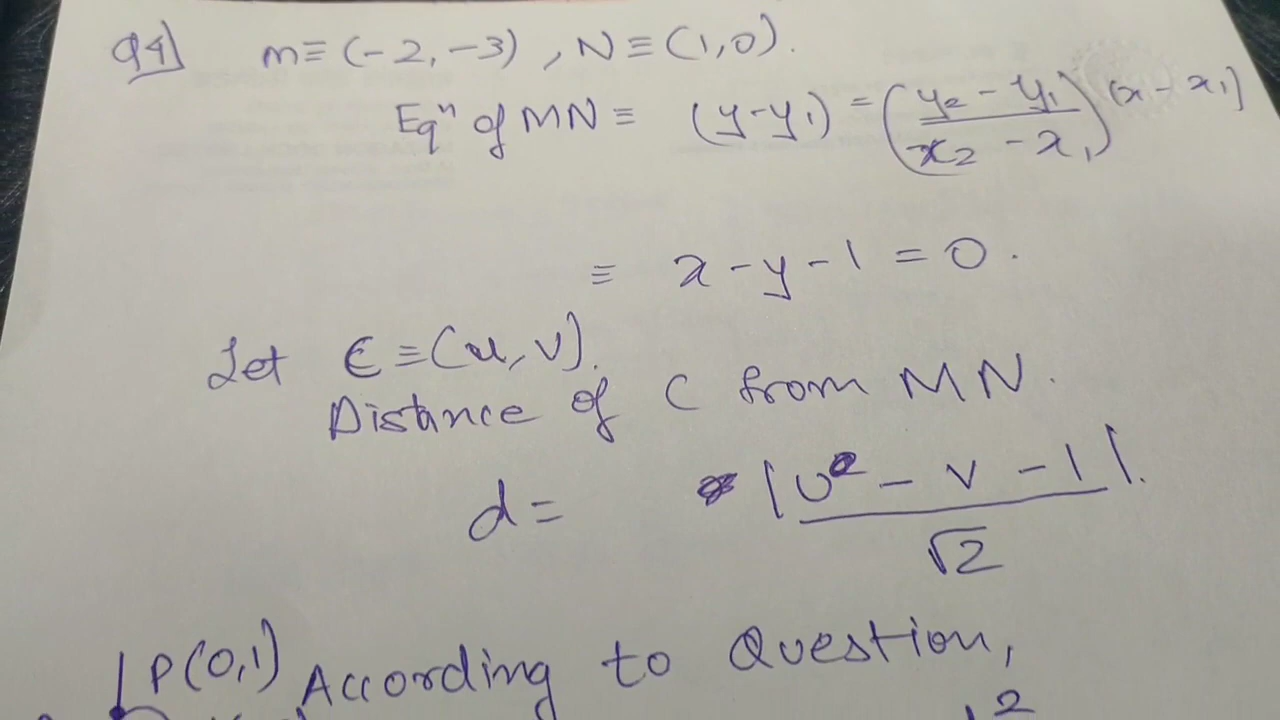 Q4] M ≡ (-2, -3), N ≡ (1,0).
Eqⁿ of MN ≡ (y-y₁) = (y₂ - y₁ / x₂ - x₁) (x - x₁)
≡ x - y - 1 = 0.
Let C ≡ (u, v).
Distance of C from MN.
d = |u - v - 1| / √2
P(0,1) According to Question,